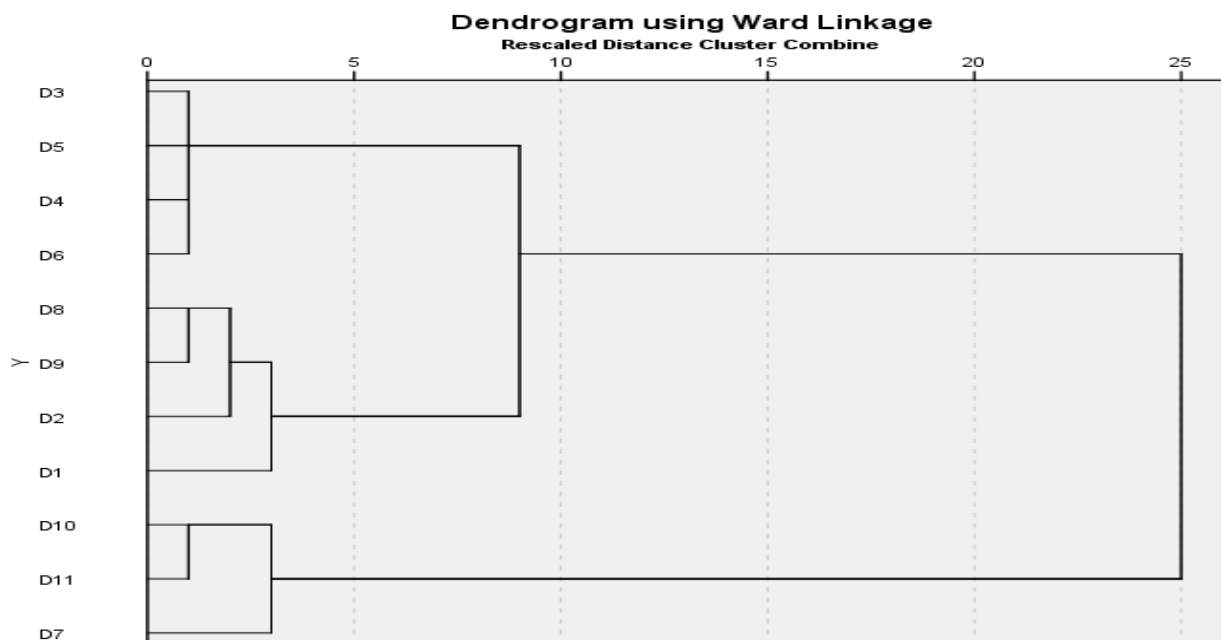 Dendrogram using Ward Linkage
Rescaled Distance Cluster Combine
0 5 10 15 20 25
D3
D5
D4
D6
D8
Y
D9
D2
D1
D10
D11
D7